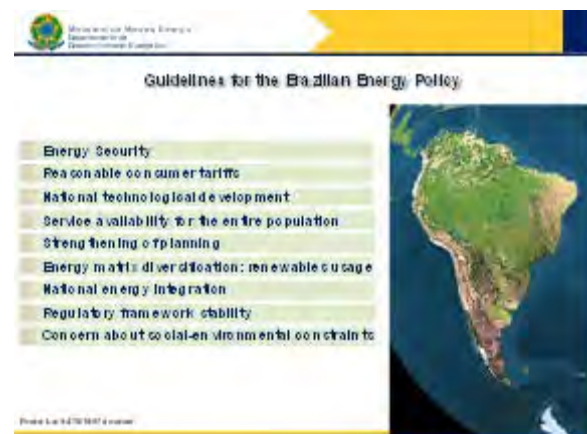 Guidelines for the Brazilian Energy Policy
Energy Security
Reasonable consumer tariffs
National technological development
Service availability for the entire population
Strengthening of planning
Energy matrix diversification: renewables usage
National energy integration
Regulatory framework stability
Concern about social-environmental constraints